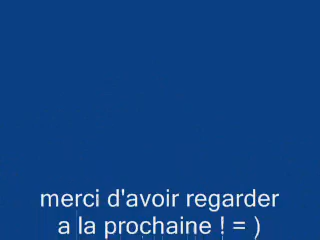 merci d'avoir regarder
a la prochaine ! = )